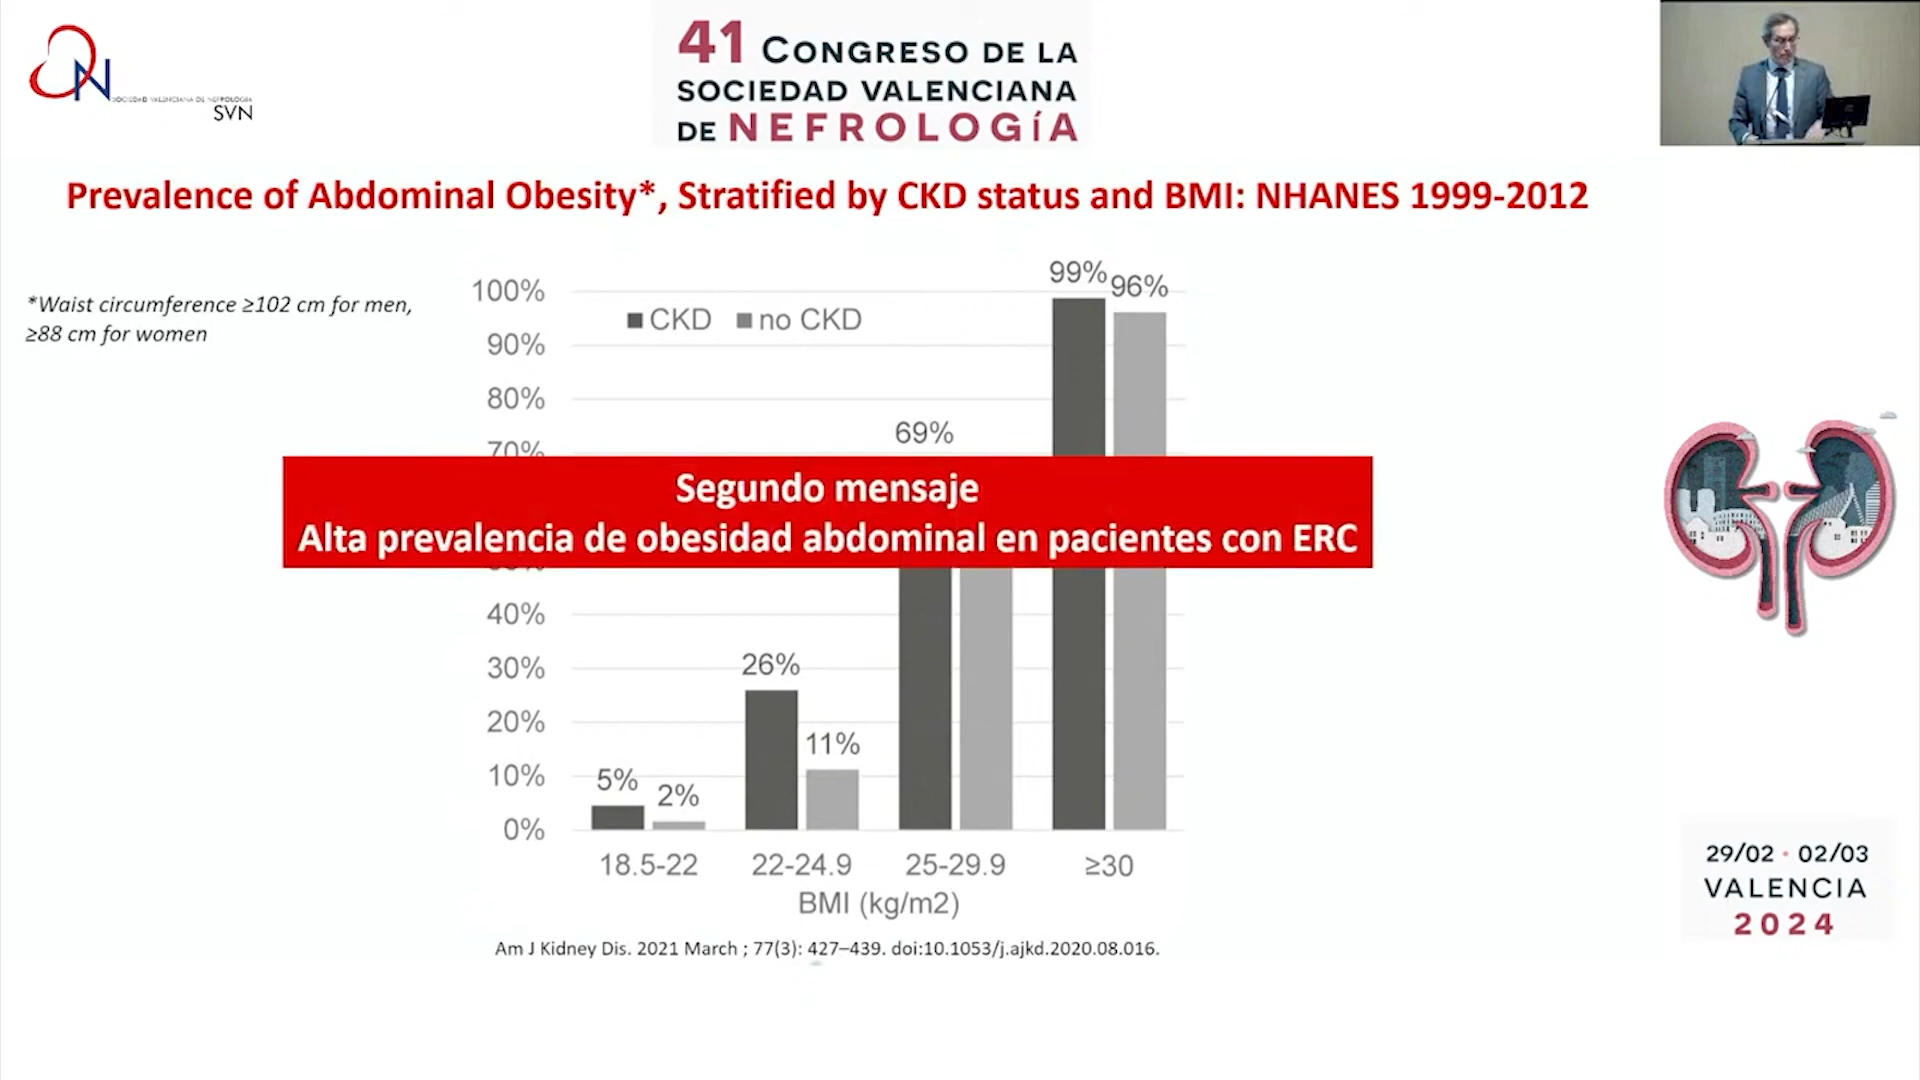 SOCIEDAD VALENCIANA DE NEFROLOGÍA
SVN
41 CONGRESO DE LA
SOCIEDAD VALENCIANA
DE NEFROLOGíA
Prevalence of Abdominal Obesity*, Stratified by CKD status and BMI: NHANES 1999-2012
*Waist circumference ≥102 cm for men,
≥88 cm for women
CKD no CKD
100%
90%
80%
70%
40%
30%
20%
10%
0%
5%
2%
26%
11%
69%
99%
96%
Segundo mensaje
Alta prevalencia de obesidad abdominal en pacientes con ERC
18.5-22 22-24.9 25-29.9 ≥30
BMI (kg/m2)
Am J Kidney Dis. 2021 March ; 77(3): 427–439. doi:10.1053/j.ajkd.2020.08.016.
29/02 · 02/03
VALENCIA
2024